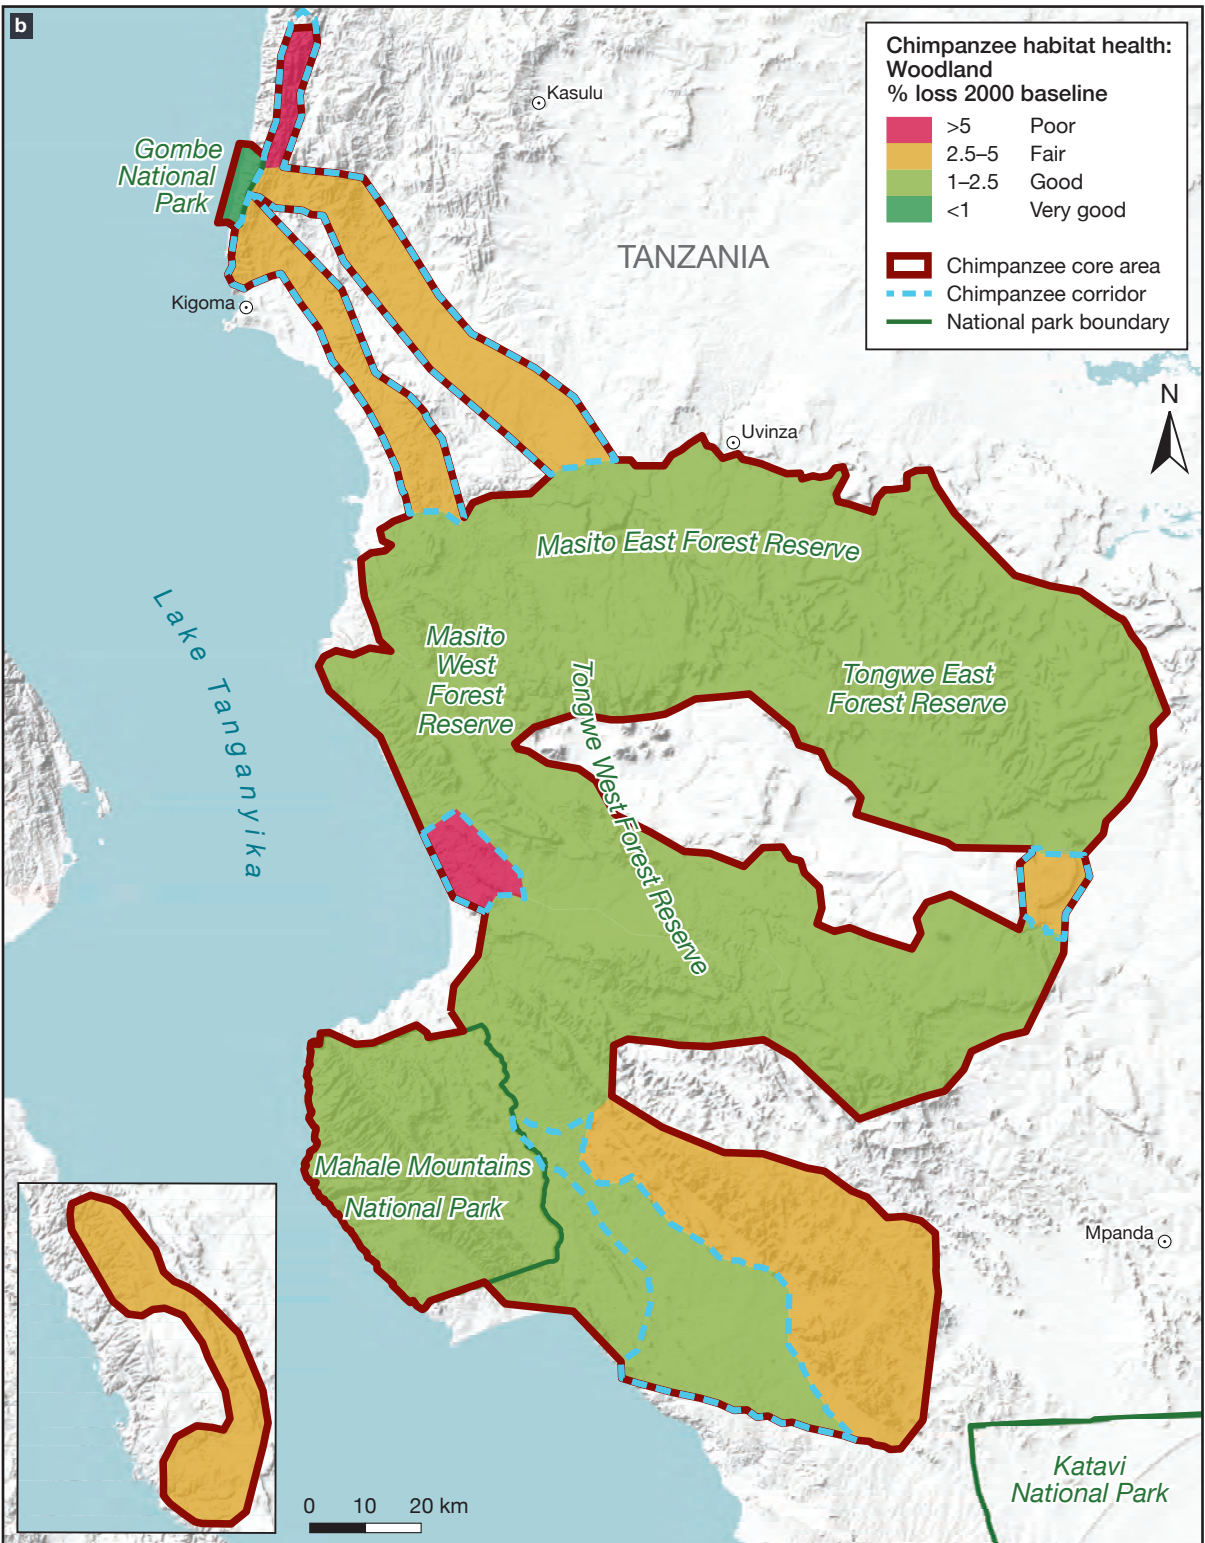 b
Chimpanzee habitat health:
Woodland
% loss 2000 baseline
>5 Poor
2.5–5 Fair
1–2.5 Good
<1 Very good
Chimpanzee core area
Chimpanzee corridor
National park boundary
Kasulu
Gombe
National
Park
TANZANIA
Kigoma
N
Uvinza
Masito East Forest Reserve
Lake Tanganyika
Masito
West
Forest
Reserve
Tongwe East
Forest Reserve
Tongwe West Forest Reserve
Mahale Mountains
National Park
Mpanda
Katavi
National Park
0 10 20 km